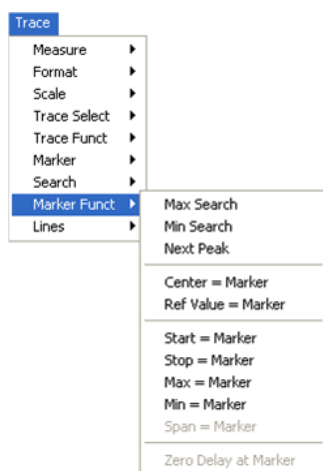 Trace
Measure
Format
Scale
Trace Select
Trace Funct
Marker
Search
Marker Funct
Lines
Max Search
Min Search
Next Peak
Center = Marker
Ref Value = Marker
Start = Marker
Stop = Marker
Max = Marker
Min = Marker
Span = Marker
Zero Delay at Marker